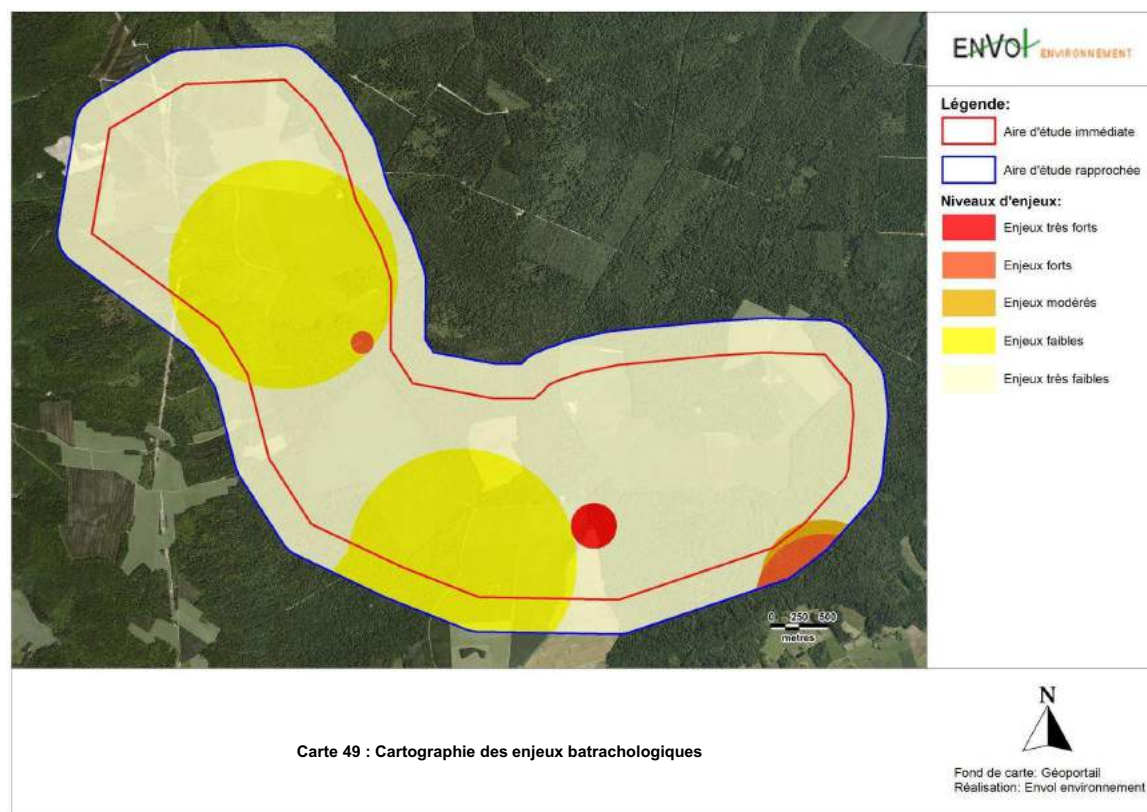 ENVOL ENVIRONNEMENT
Légende:
Aire d'étude immédiate
Aire d'étude rapprochée
Niveaux d'enjeux:
Enjeux très forts
Enjeux forts
Enjeux modérés
Enjeux faibles
Enjeux très faibles
0 250 500
mètres
N
Carte 49 : Cartographie des enjeux batrachologiques
Fond de carte: Géoportail
Réalisation: Envol environnement